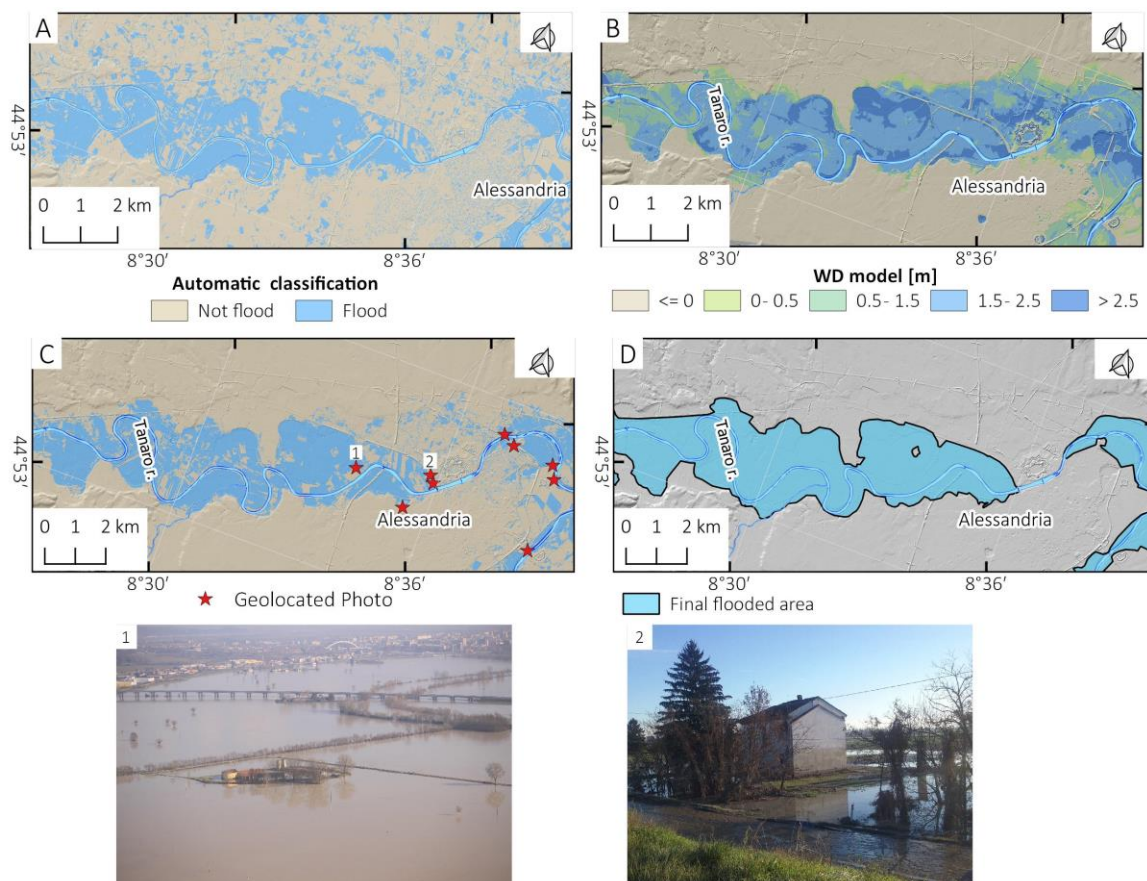 A
44°53′
Alessandria
0 1 2 km
8°30′ 8°36′
Automatic classification
Not flood Flood
B
Tanaro r.
Alessandria
0 1 2 km
8°30′ 8°36′
WD model [m]
<= 0 0- 0.5 0.5- 1.5 1.5- 2.5 > 2.5
C
44°53′
Tanaro r.
1
2
Alessandria
0 1 2 km
8°30′ 8°36′
Geolocated Photo
D
44°53′
Tanaro r.
Alessandria
0 1 2 km
8°30′ 8°36′
Final flooded area
1
2
44°53′